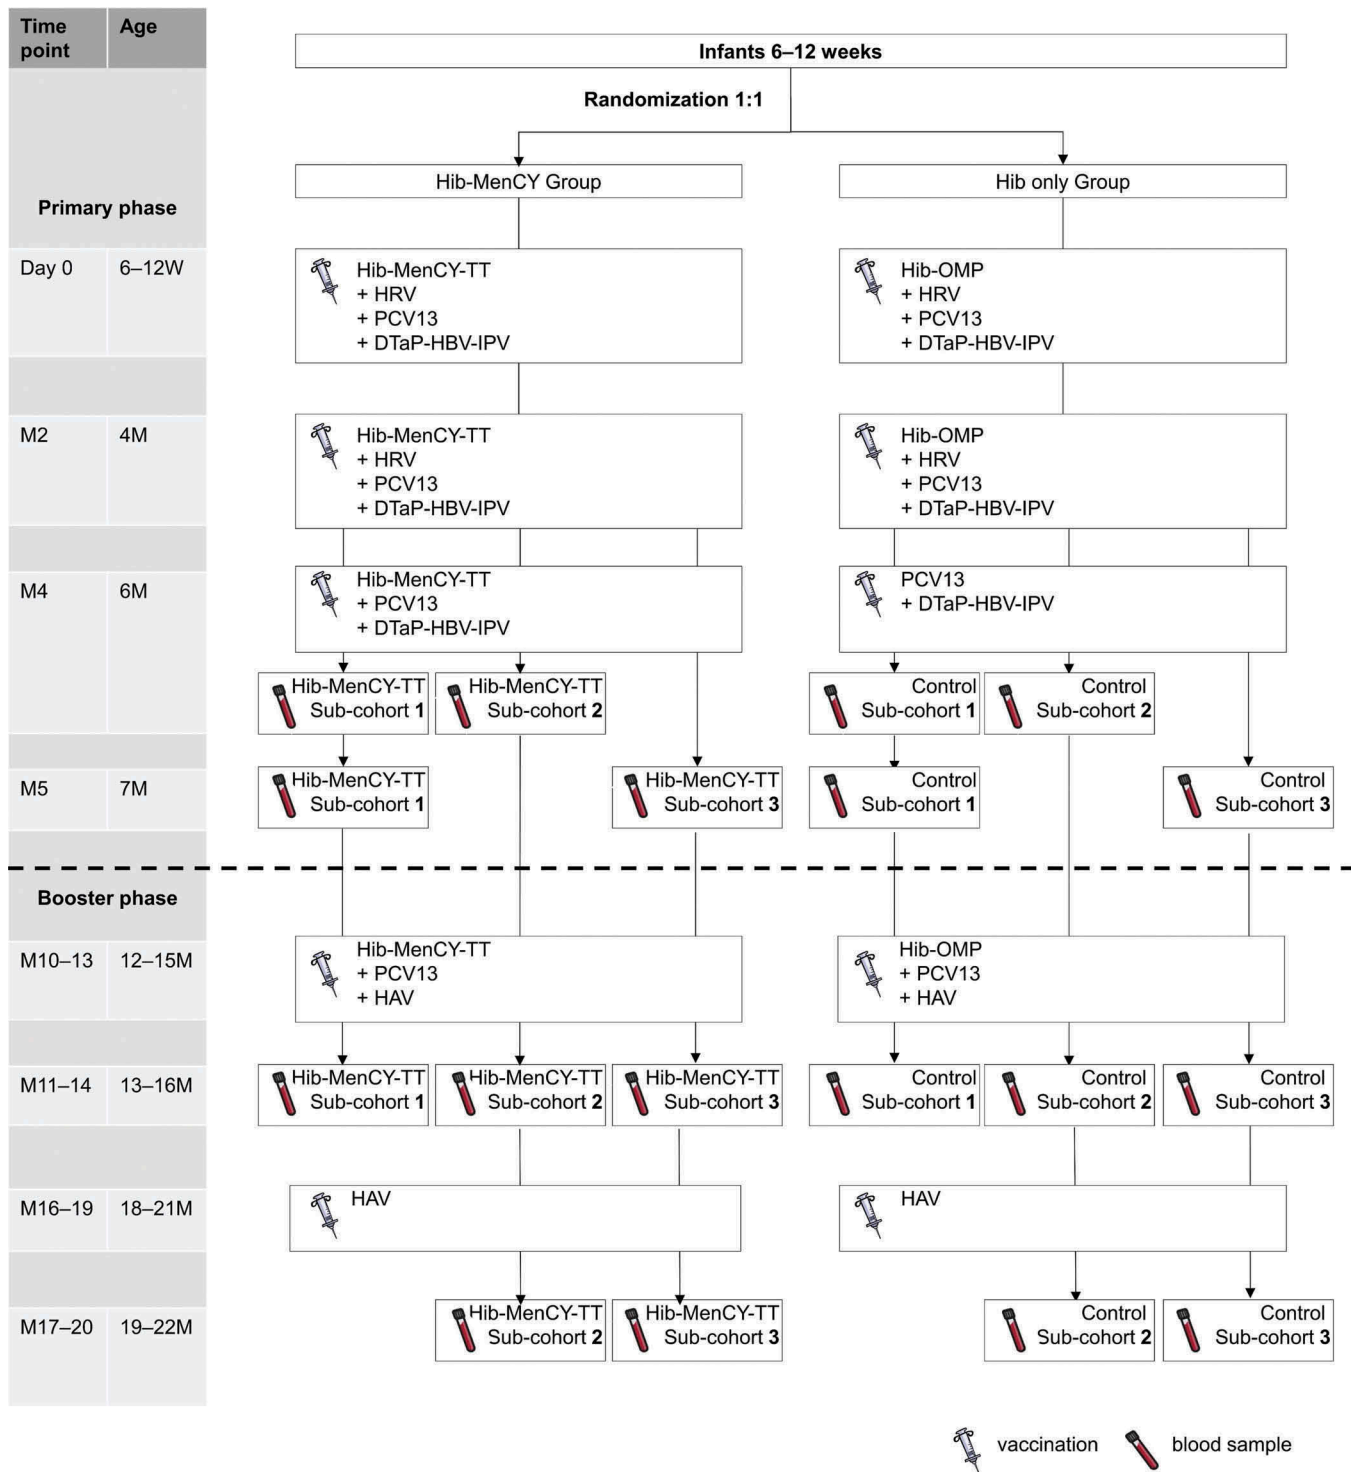 Time point
Age
Infants 6–12 weeks
Randomization 1:1
Hib-MenCY Group
Hib only Group
Primary phase
Day 0
6–12W
Hib-MenCY-TT
+ HRV
+ PCV13
+ DTaP-HBV-IPV
Hib-OMP
+ HRV
+ PCV13
+ DTaP-HBV-IPV
M2
4M
Hib-MenCY-TT
+ HRV
+ PCV13
+ DTaP-HBV-IPV
Hib-OMP
+ HRV
+ PCV13
+ DTaP-HBV-IPV
M4
6M
Hib-MenCY-TT
+ PCV13
+ DTaP-HBV-IPV
PCV13
+ DTaP-HBV-IPV
Hib-MenCY-TT
Sub-cohort 1
Hib-MenCY-TT
Sub-cohort 2
Control
Sub-cohort 1
Control
Sub-cohort 2
M5
7M
Hib-MenCY-TT
Sub-cohort 1
Hib-MenCY-TT
Sub-cohort 3
Control
Sub-cohort 1
Control
Sub-cohort 3
Booster phase
M10–13
12–15M
Hib-MenCY-TT
+ PCV13
+ HAV
Hib-OMP
+ PCV13
+ HAV
M11–14
13–16M
Hib-MenCY-TT
Sub-cohort 1
Hib-MenCY-TT
Sub-cohort 2
Hib-MenCY-TT
Sub-cohort 3
Control
Sub-cohort 1
Control
Sub-cohort 2
Control
Sub-cohort 3
M16–19
18–21M
HAV
HAV
M17–20
19–22M
Hib-MenCY-TT
Sub-cohort 2
Hib-MenCY-TT
Sub-cohort 3
Control
Sub-cohort 2
Control
Sub-cohort 3
vaccination
blood sample